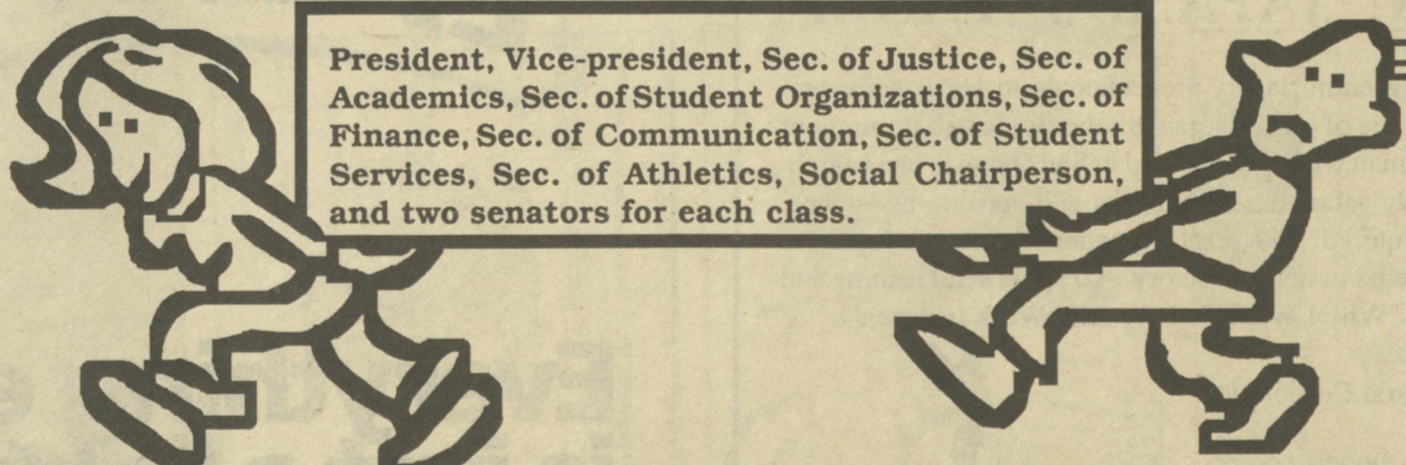 President, Vice-president, Sec. of Justice, Sec. of
Academics, Sec. of Student Organizations, Sec. of
Finance, Sec. of Communication, Sec. of Student
Services, Sec. of Athletics, Social Chairperson,
and two senators for each class.